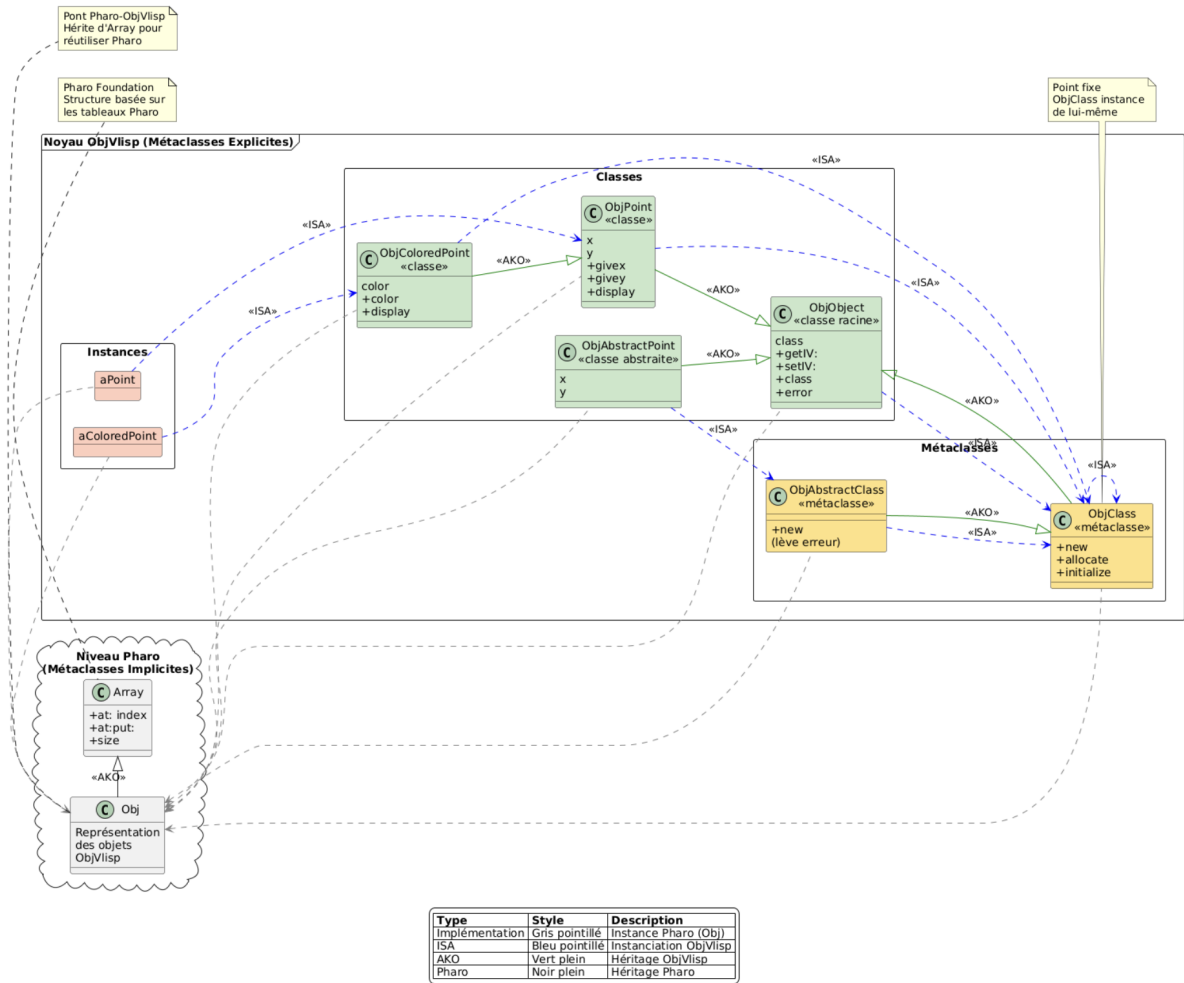 Pont Pharo-ObjVlisp
Hérite d'Array pour
réutiliser Pharo
Pharo Foundation
Structure basée sur
les tableaux Pharo
Point fixe
ObjClass instance
de lui-même
Noyau ObjVlisp (Métaclasses Explicites)
«ISA»
Classes
C ObjPoint
«classe»
x
y
+givex
+givey
+display
«ISA»
C ObjColoredPoint
«classe»
color
+color
+display
«AKO»
«ISA»
«AKO»
«ISA»
C ObjObject
«classe racine»
class
+getIV:
+setIV:
+class
+error
C ObjAbstractPoint
«classe abstraite»
x
y
«AKO»
Instances
aPoint
aColoredPoint
«AKO»
«ISA»
«ISA»
Métaclasses
«ISA»
C ObjAbstractClass
«métaclasse»
+new
(lève erreur)
«AKO»
«ISA»
C ObjClass
«métaclasse»
+new
+allocate
+initialize
Niveau Pharo
(Métaclasses Implicites)
C Array
+at: index
+at:put:
+size
«AKO»
C Obj
Représentation
des objets
ObjVlisp
Type Style Description
Implémentation Gris pointillé Instance Pharo (Obj)
ISA Bleu pointillé Instanciation ObjVlisp
AKO Vert plein Héritage ObjVlisp
Pharo Noir plein Héritage Pharo